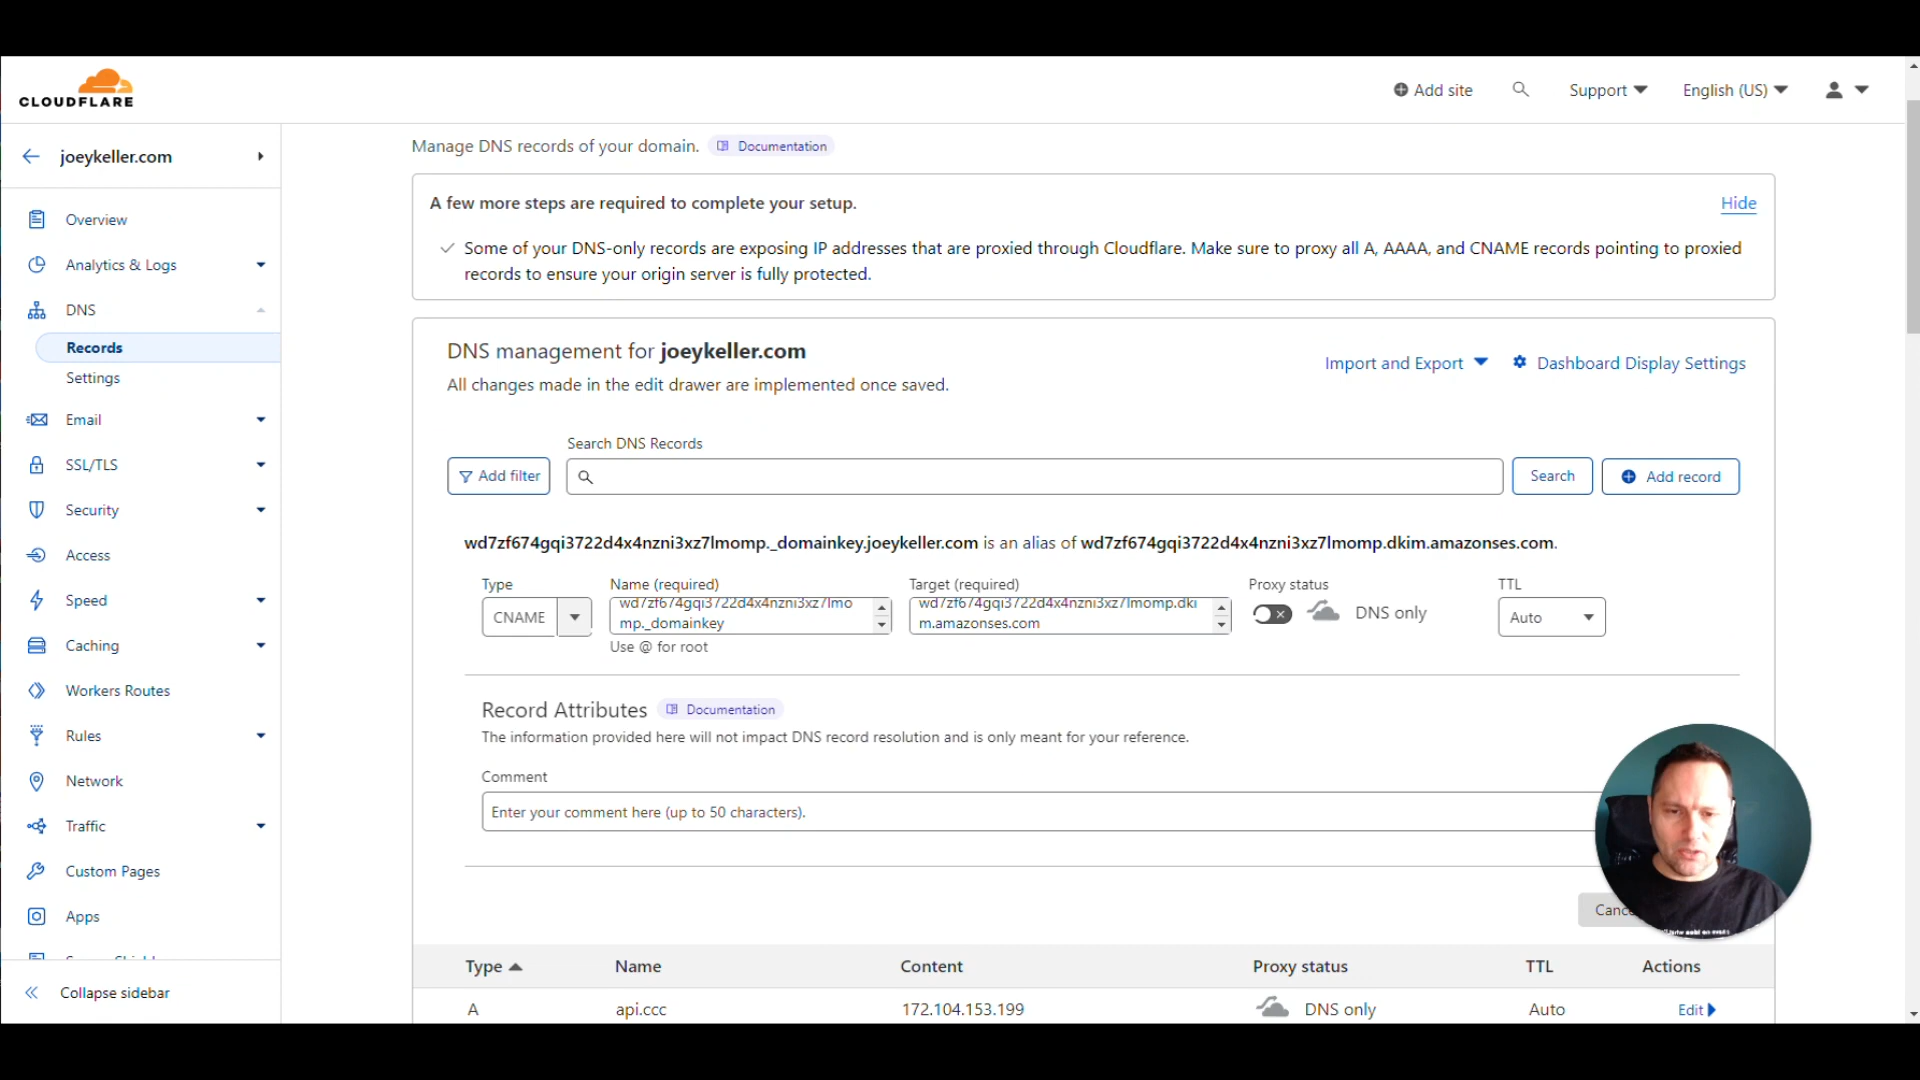 CLOUDFLARE
Add site
Support
English (US)
joeykeller.com
Overview
Analytics & Logs
DNS
Records
Settings
Email
SSL/TLS
Security
Access
Speed
Caching
Workers Routes
Rules
Network
Traffic
Custom Pages
Apps
Collapse sidebar
Manage DNS records of your domain.
Documentation
A few more steps are required to complete your setup.
Hide
Some of your DNS-only records are exposing IP addresses that are proxied through Cloudflare. Make sure to proxy all A, AAAA, and CNAME records pointing to proxied
records to ensure your origin server is fully protected.
DNS management for joeykeller.com
All changes made in the edit drawer are implemented once saved.
Import and Export
Dashboard Display Settings
Search DNS Records
Add filter
Search
Add record
wd7zf674gqi3722d4x4nzni3xz7lmomp._domainkey.joeykeller.com is an alias of wd7zf674gqi3722d4x4nzni3xz7lmomp.dkim.amazonses.com.
Type
Name (required)
Target (required)
Proxy status
TTL
CNAME
wd7zf674gqi3722d4x4nzni3xz7lmo
mp._domainkey
wd7zf674gqi3722d4x4nzni3xz7lmomp.dki
m.amazonses.com
DNS only
Auto
Use @ for root
Record Attributes
Documentation
The information provided here will not impact DNS record resolution and is only meant for your reference.
Comment
Enter your comment here (up to 50 characters).
Type
Name
Content
Proxy status
TTL
Actions
A
api.ccc
172.104.153.199
DNS only
Auto
Edit